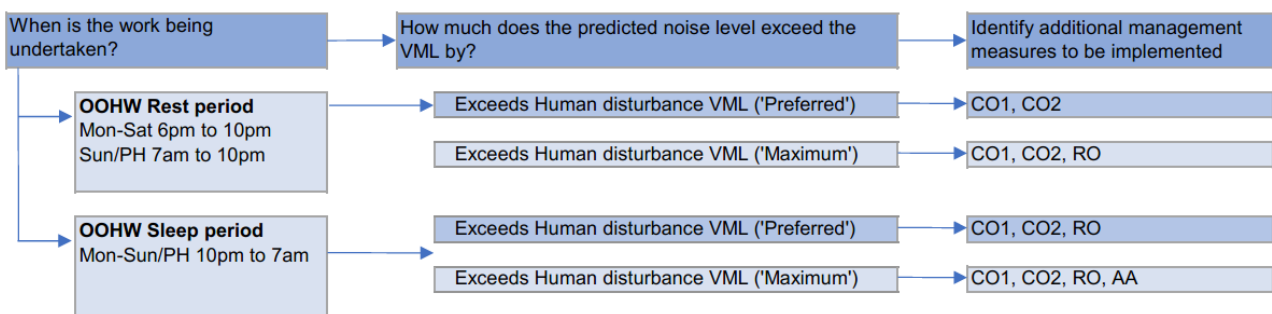 When is the work being
undertaken?
How much does the predicted noise level exceed the
VML by?
Identify additional management
measures to be implemented
OOHW Rest period
Mon-Sat 6pm to 10pm
Sun/PH 7am to 10pm
Exceeds Human disturbance VML ('Preferred')
CO1, CO2
Exceeds Human disturbance VML ('Maximum')
CO1, CO2, RO
OOHW Sleep period
Mon-Sun/PH 10pm to 7am
Exceeds Human disturbance VML ('Preferred')
CO1, CO2, RO
Exceeds Human disturbance VML ('Maximum')
CO1, CO2, RO, AA